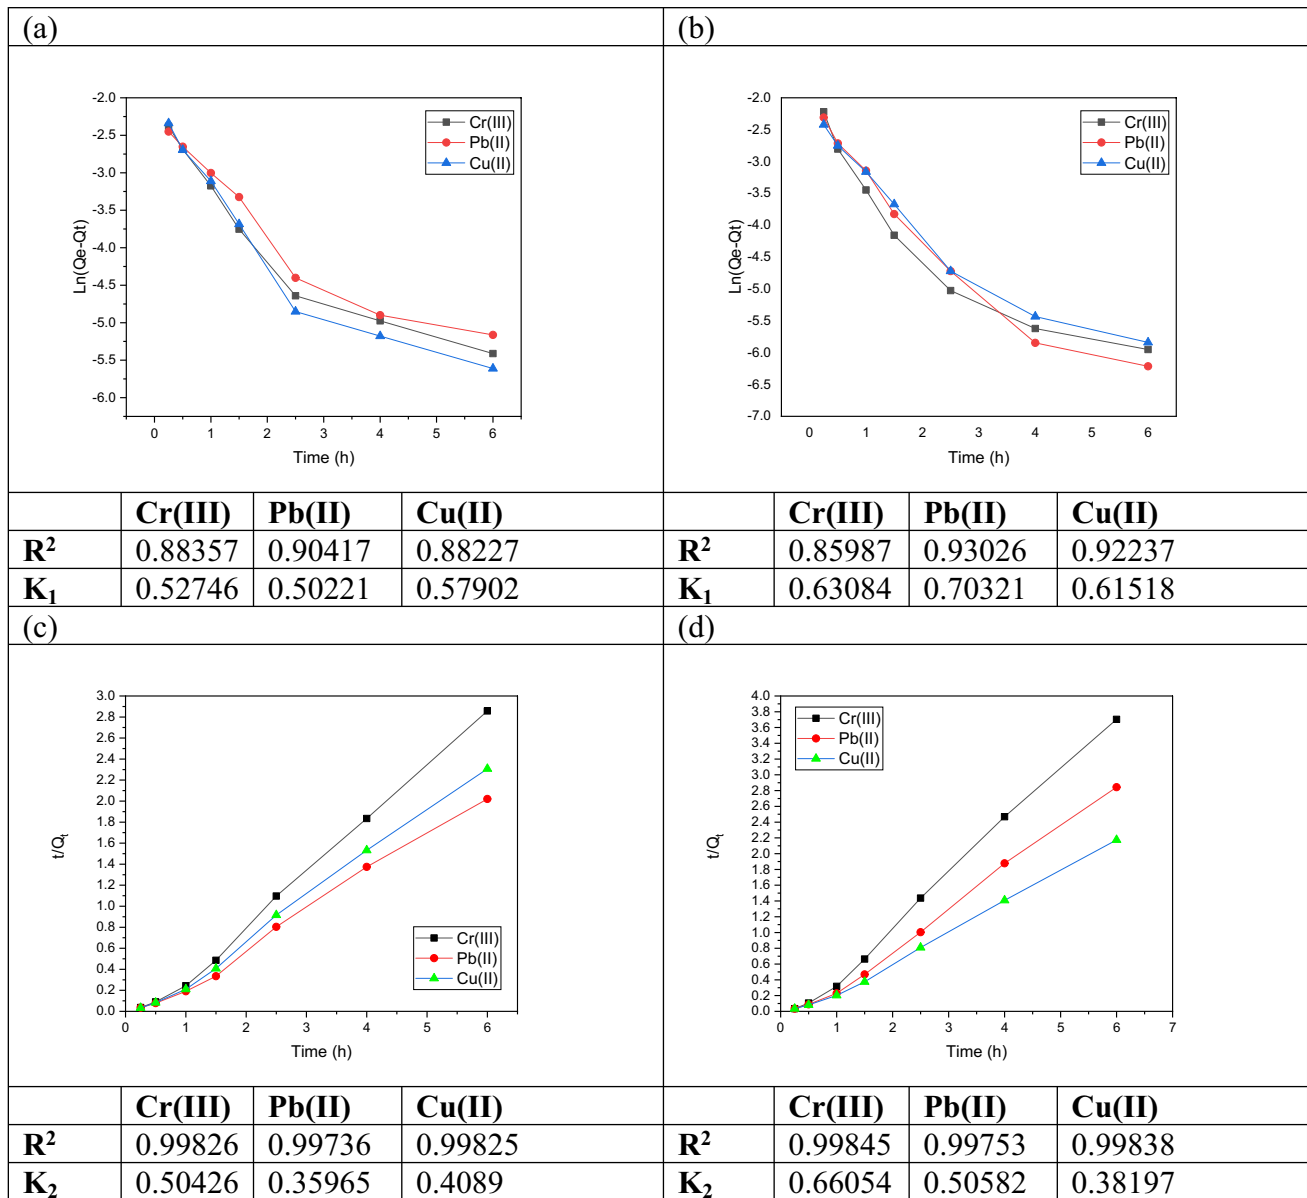 (a)
(b)
-2.0
-2.5
-3.0
-3.5
-4.0
-4.5
-5.0
-5.5
-6.0
Ln(Qe-Qt)
Cr(III)
Pb(II)
Cu(II)
0 1 2 3 4 5 6
Time (h)
-2.0
-2.5
-3.0
-3.5
-4.0
-4.5
-5.0
-5.5
-6.0
-6.5
-7.0
Ln(Qe-Qt)
Cr(III)
Pb(II)
Cu(II)
0 1 2 3 4 5 6
Time (h)
Cr(III) Pb(II) Cu(II)
R² 0.88357 0.90417 0.88227
K₁ 0.52746 0.50221 0.57902
Cr(III) Pb(II) Cu(II)
R² 0.85987 0.93026 0.92237
K₁ 0.63084 0.70321 0.61518
(c)
(d)
3.0
2.8
2.6
2.4
2.2
2.0
1.8
1.6
1.4
1.2
1.0
0.8
0.6
0.4
0.2
0.0
t/Qₜ
Cr(III)
Pb(II)
Cu(II)
0 1 2 3 4 5 6
Time (h)
4.0
3.8
3.6
3.4
3.2
3.0
2.8
2.6
2.4
2.2
2.0
1.8
1.6
1.4
1.2
1.0
0.8
0.6
0.4
0.2
0.0
t/Qₜ
Cr(III)
Pb(II)
Cu(II)
0 1 2 3 4 5 6 7
Time (h)
Cr(III) Pb(II) Cu(II)
R² 0.99826 0.99736 0.99825
K₂ 0.50426 0.35965 0.4089
Cr(III) Pb(II) Cu(II)
R² 0.99845 0.99753 0.99838
K₂ 0.66054 0.50582 0.38197